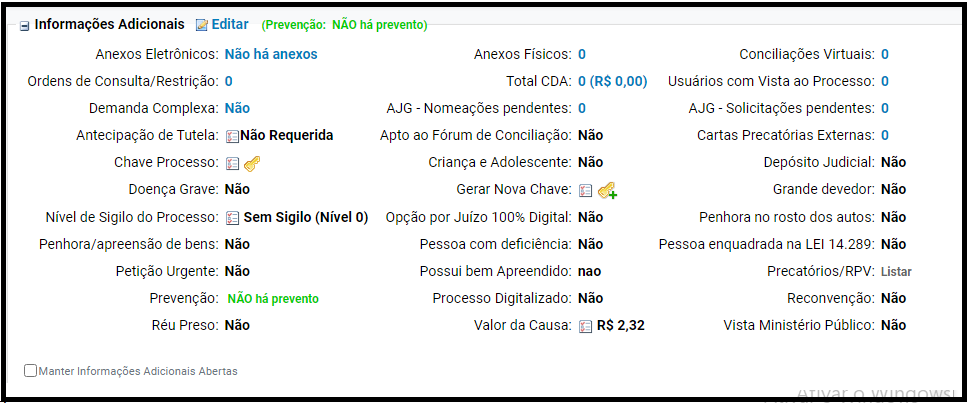 Informações Adicionais Editar (Prevenção: NÃO há prevento)
Anexos Eletrônicos: Não há anexos Anexos Físicos: 0 Conciliações Virtuais: 0
Ordens de Consulta/Restrição: 0 Total CDA: 0 (R$ 0,00) Usuários com Vista ao Processo: 0
Demanda Complexa: Não AJG - Nomeações pendentes: 0 AJG - Solicitações pendentes: 0
Antecipação de Tutela: Não Requerida Apto ao Fórum de Conciliação: Não Cartas Precatórias Externas: 0
Chave Processo: Criança e Adolescente: Não Depósito Judicial: Não
Doença Grave: Não Gerar Nova Chave: Grande devedor: Não
Nível de Sigilo do Processo: Sem Sigilo (Nível 0) Opção por Juízo 100% Digital: Não Penhora no rosto dos autos: Não
Penhora/apreensão de bens: Não Pessoa com deficiência: Não Pessoa enquadrada na LEI 14.289: Não
Petição Urgente: Não Possui bem Apreendido: nao Precatórios/RPV: Listar
Prevenção: NÃO há prevento Processo Digitalizado: Não Reconvenção: Não
Réu Preso: Não Valor da Causa: R$ 2,32 Vista Ministério Público: Não
Manter Informações Adicionais Abertas